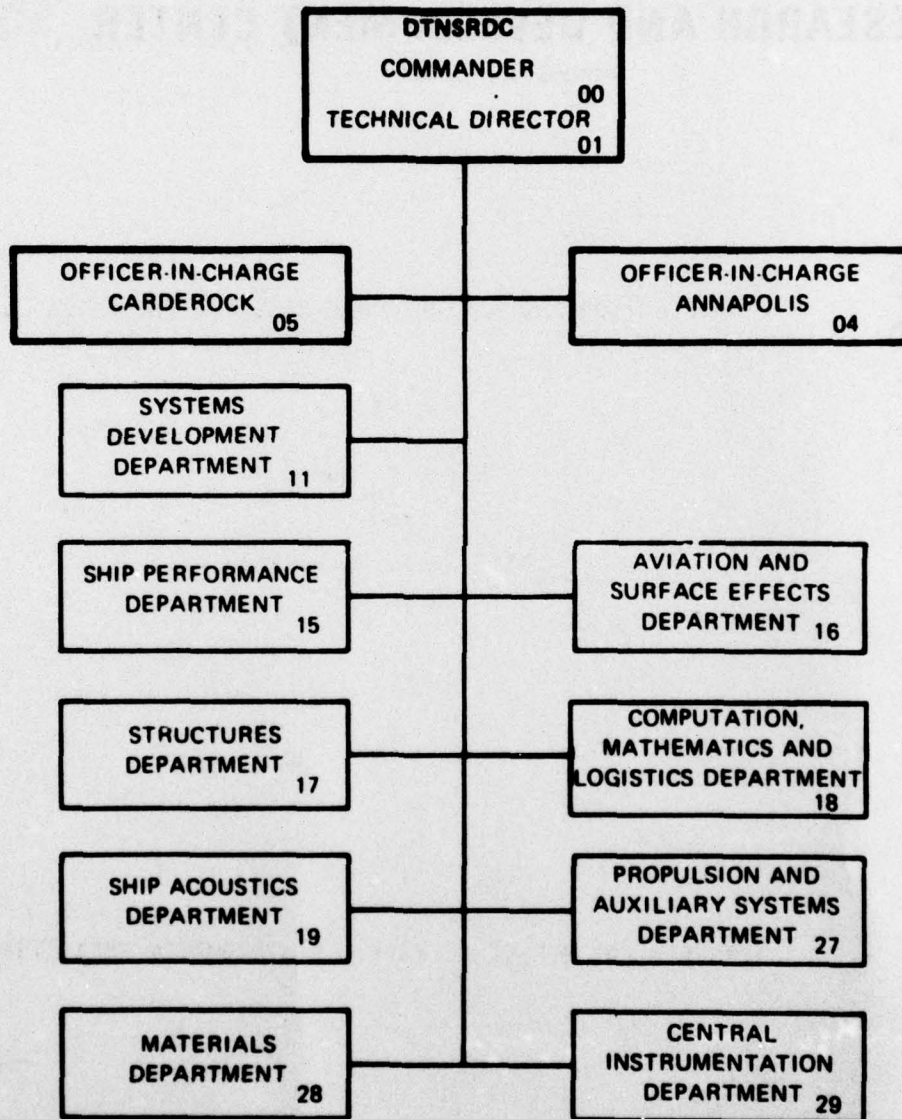 DTNSRDC
COMMANDER
00
TECHNICAL DIRECTOR
01
OFFICER-IN-CHARGE
CARDEROCK
05
OFFICER-IN-CHARGE
ANNAPOLIS
04
SYSTEMS
DEVELOPMENT
DEPARTMENT
11
SHIP PERFORMANCE
DEPARTMENT
15
AVIATION AND
SURFACE EFFECTS
DEPARTMENT
16
STRUCTURES
DEPARTMENT
17
COMPUTATION,
MATHEMATICS AND
LOGISTICS DEPARTMENT
18
SHIP ACOUSTICS
DEPARTMENT
19
PROPULSION AND
AUXILIARY SYSTEMS
DEPARTMENT
27
MATERIALS
DEPARTMENT
28
CENTRAL
INSTRUMENTATION
DEPARTMENT
29